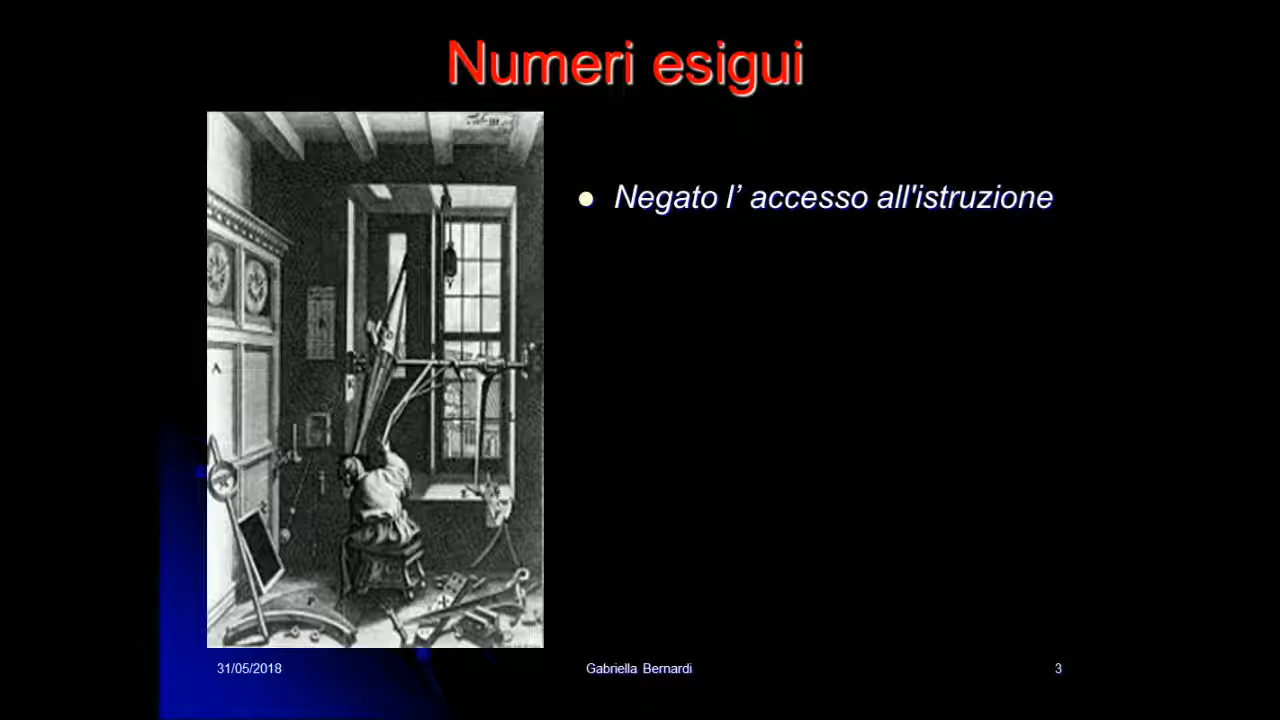 Numeri esigui
Negato l’ accesso all'istruzione
31/05/2018
Gabriella Bernardi
3